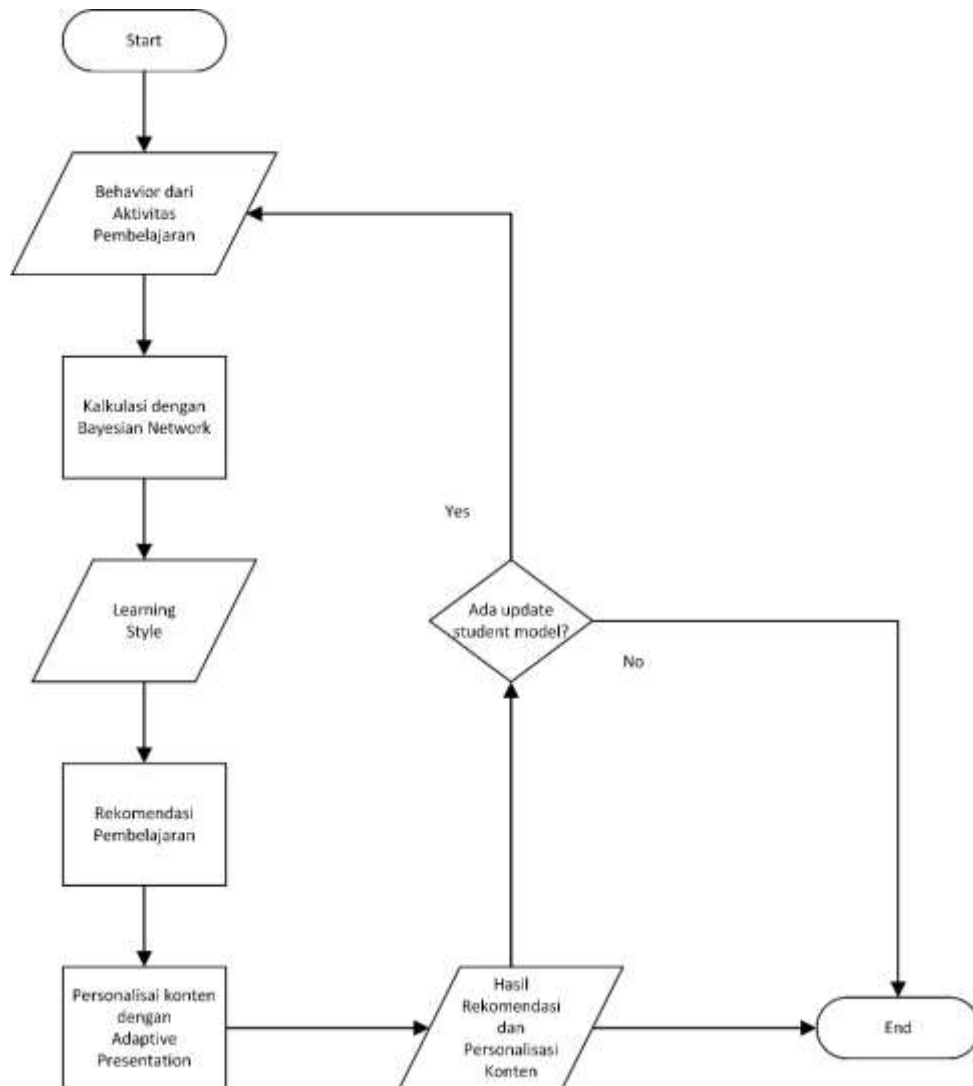 Start
Behavior dari
Aktivitas
Pembelajaran
Kalkulasi dengan
Bayesian Network
Learning
Style
Rekomendasi
Pembelajaran
Personalisai konten
dengan
Adaptive
Presentation
Hasil
Rekomendasi
dan
Personalisasi
Konten
Ada update
student model?
Yes
No
End